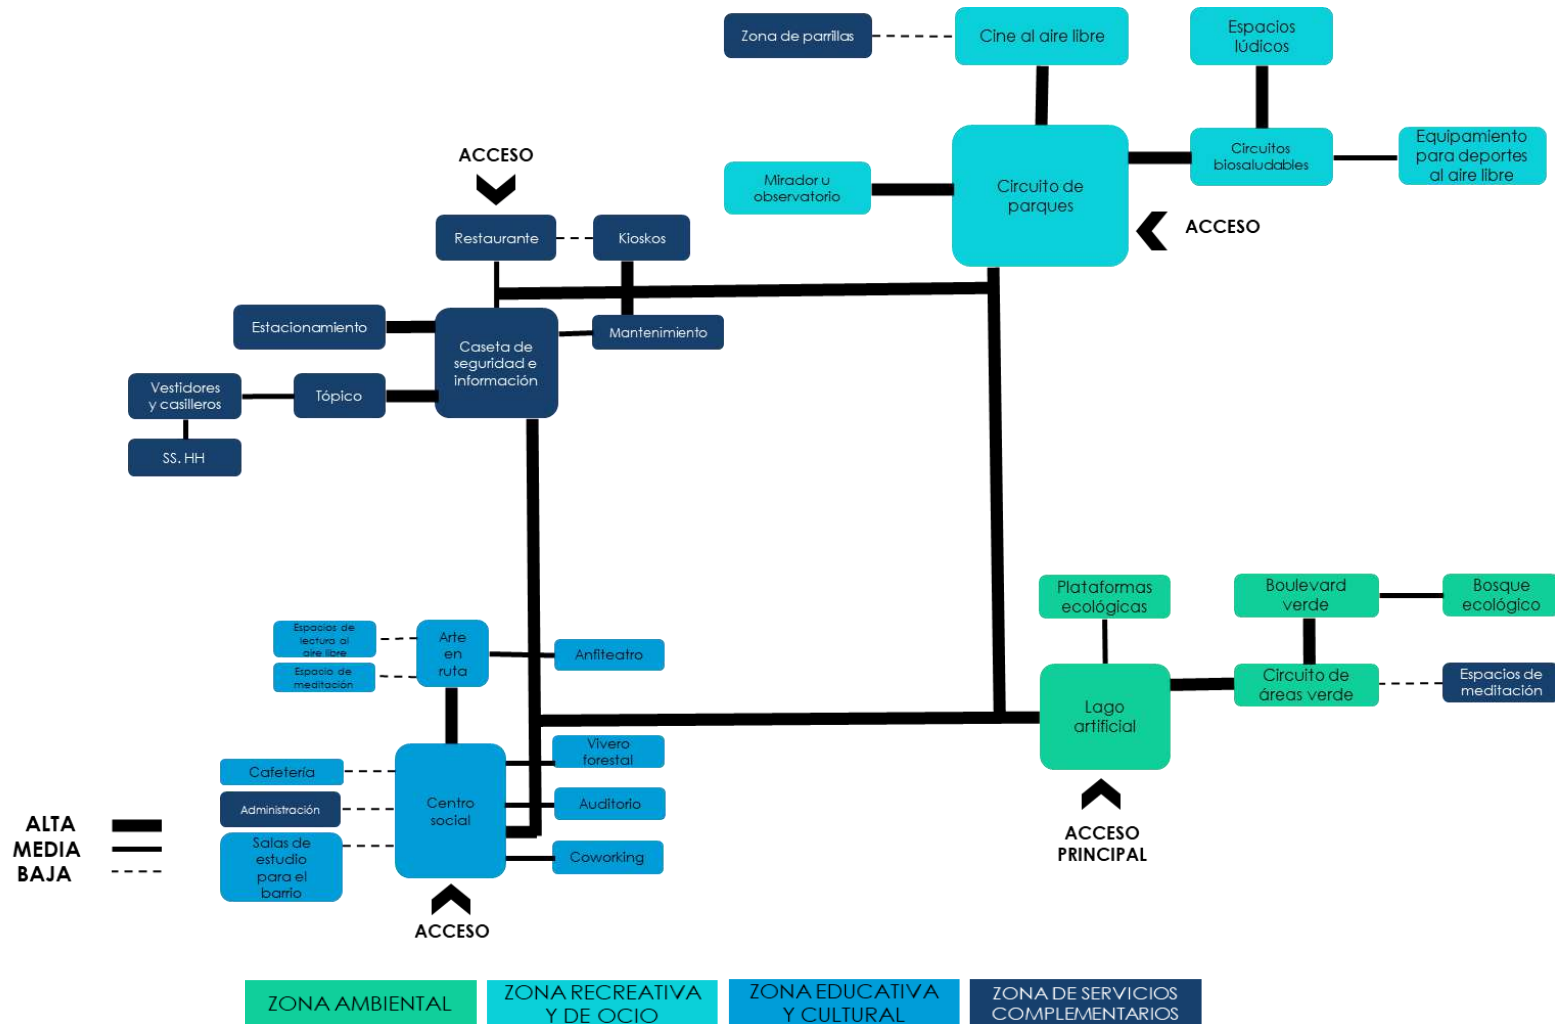 Zona de parrillas
Cine al aire libre
Espacios
lúdicos
Circuitos
biosaludables
Equipamiento
para deportes
al aire libre
Mirador u
observatorio
Circuito de
parques
ACCESO
ACCESO
Restaurante
Kioskos
Estacionamiento
Caseta de
seguridad e
información
Mantenimiento
Vestidores
y casilleros
Tópico
SS. HH
Plataformas
ecológicas
Boulevard
verde
Bosque
ecológico
Lago
artificial
Circuito de
áreas verde
Espacios de
meditación
ACCESO
PRINCIPAL
Espacios de
lectura al
aire libre
Espacio de
meditación
Arte
en
ruta
Anfiteatro
Cafetería
Administración
Salas de
estudio
para el
barrio
Centro
social
Vivero
forestal
Auditorio
Coworking
ACCESO
ALTA
MEDIA
BAJA
ZONA AMBIENTAL
ZONA RECREATIVA
Y DE OCIO
ZONA EDUCATIVA
Y CULTURAL
ZONA DE SERVICIOS
COMPLEMENTARIOS